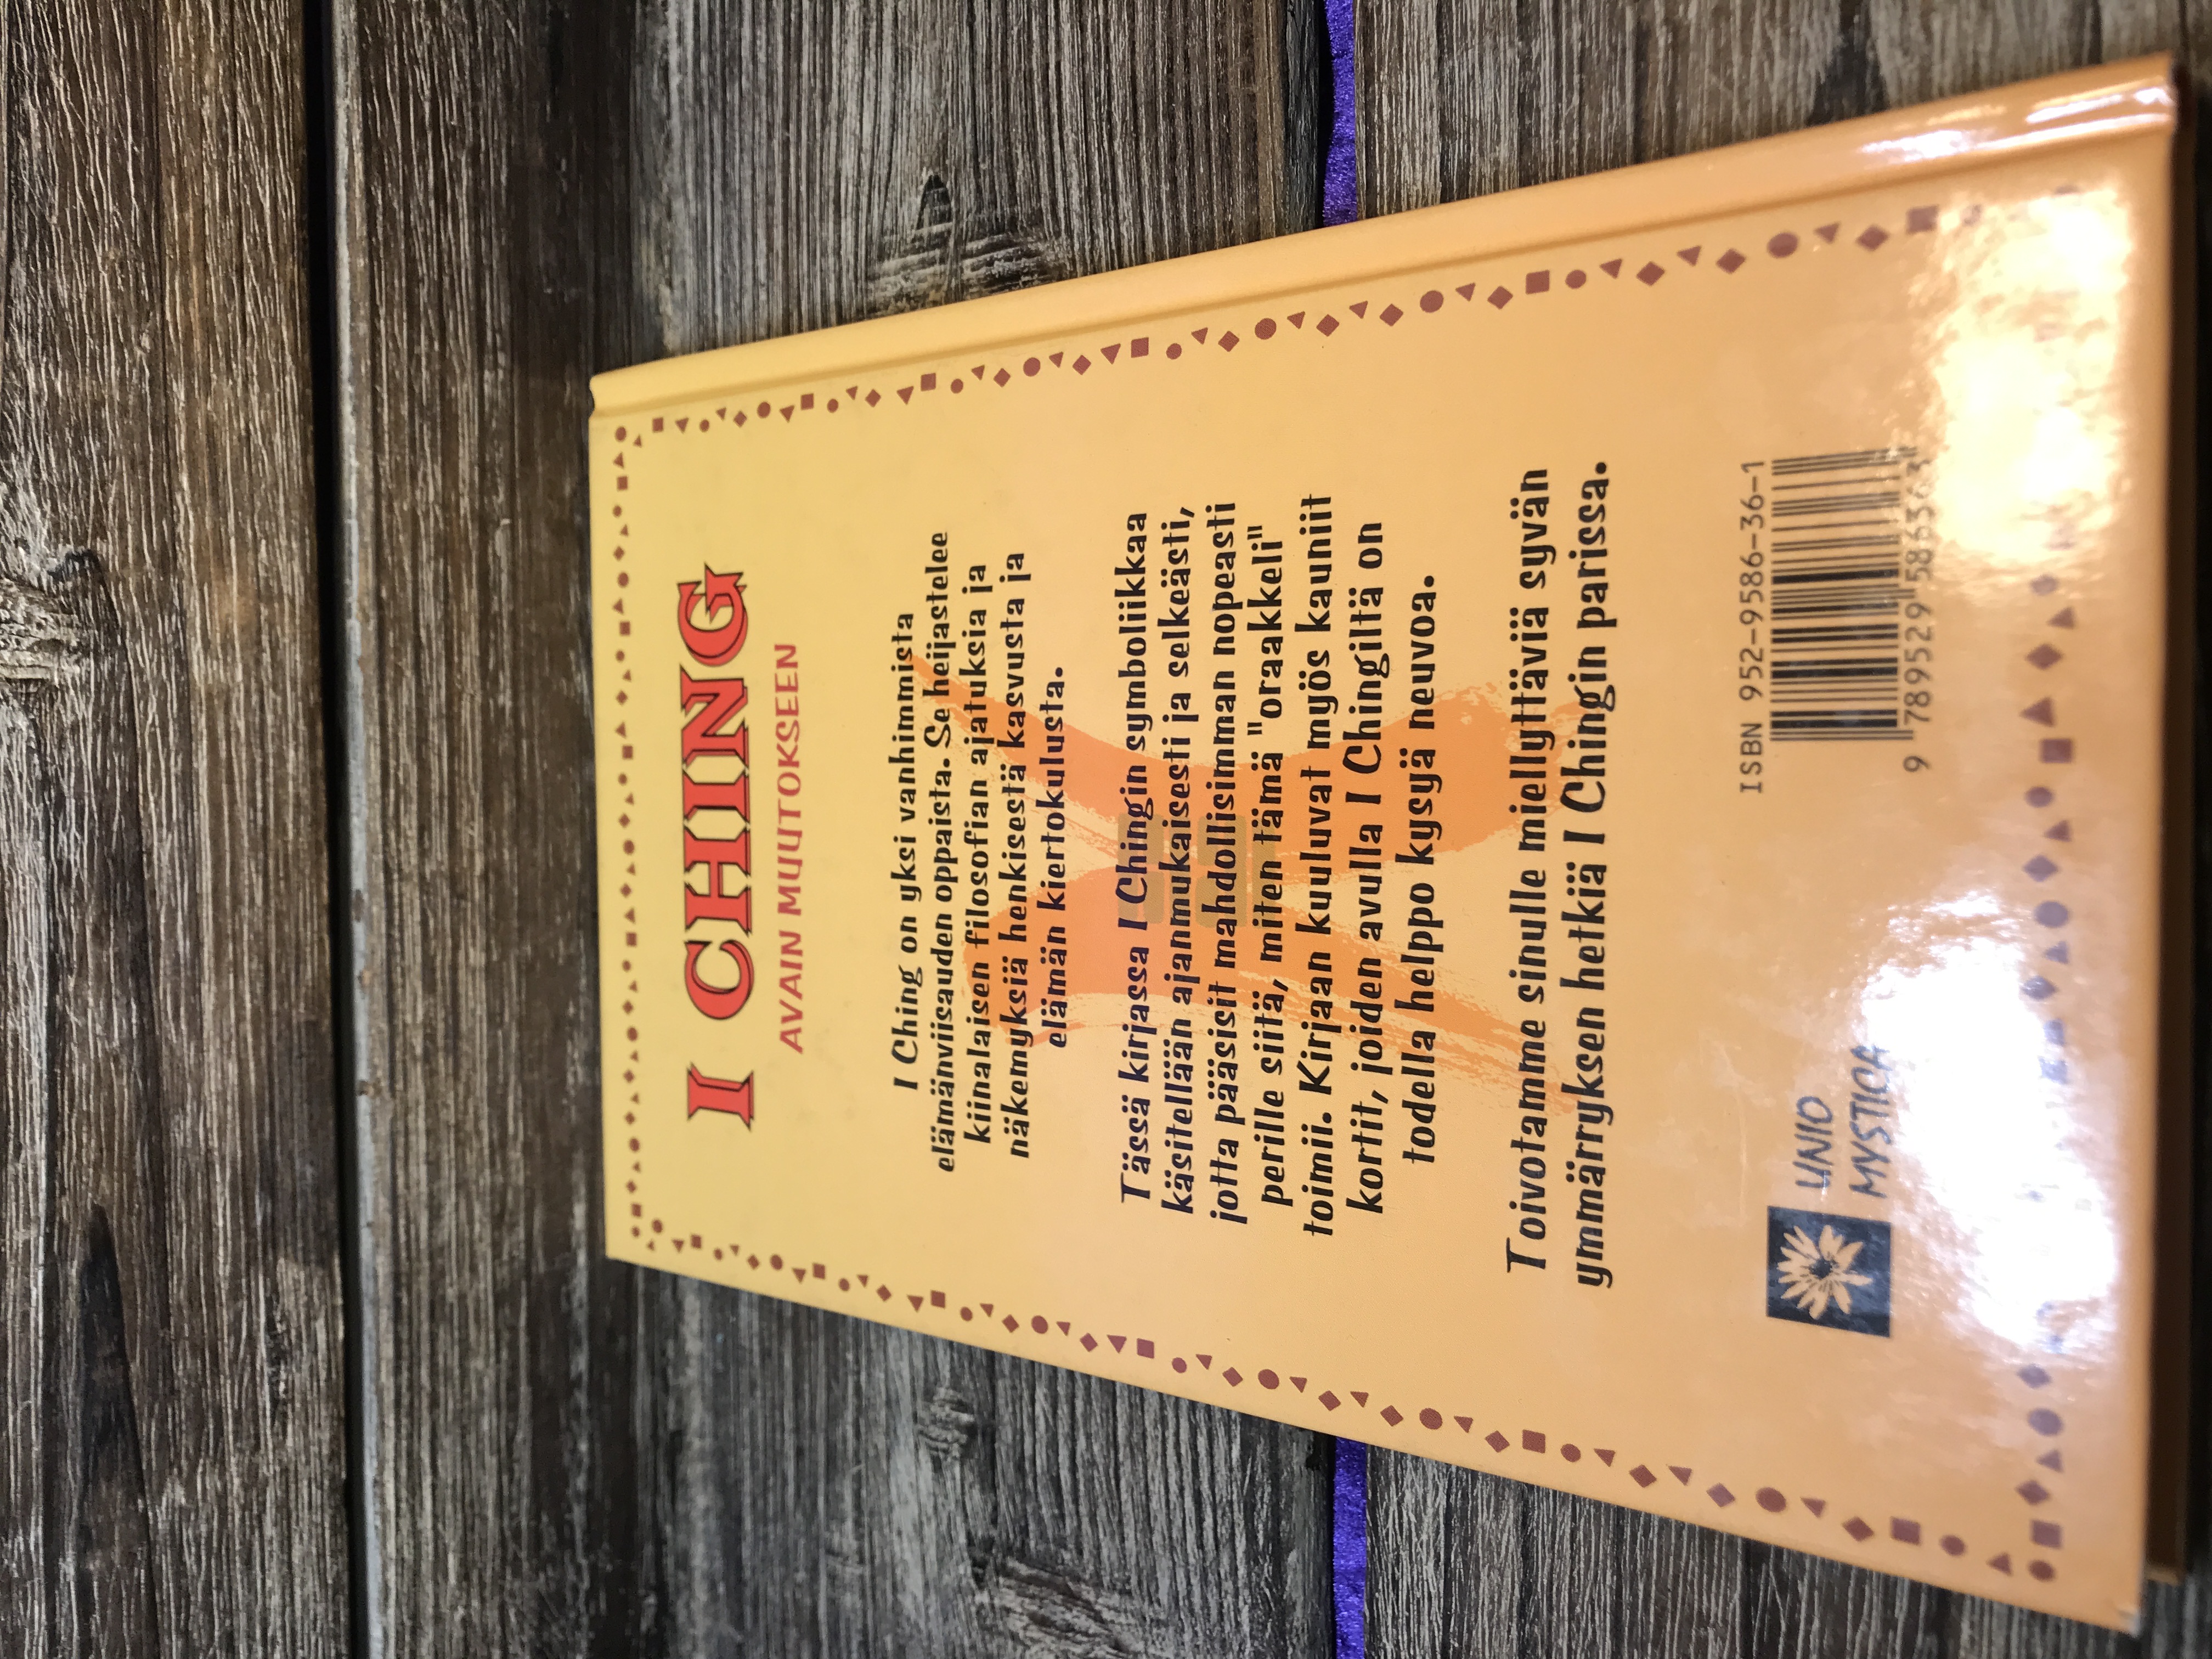 I CHING
AVAIN MUUTOKSEEN
I Ching on yksi vanhimmista
elämänviisauden oppaista. Se heijastelee
kiinalaisen filosofian ajatuksia ja
näkemyksiä henkisestä kasvusta ja
elämän kiertokulusta.
Tässä kirjassa I Chingin symboliikkaa
käsitellään ajanmukaisesti ja selkeästi,
jotta pääsisit mahdollisimman nopeasti
perille siitä, miten tämä "oraakkeli"
toimii. Kirjaan kuuluvat myös kauniit
kortit, joiden avulla I Chingiltä on
todella helppo kysyä neuvoa.
Toivotamme sinulle miellyttäviä syvän
ymmärryksen hetkiä I Chingin parissa.
UNIO
MYSTICA
ISBN 952-9586-36-1
9 789529 586363